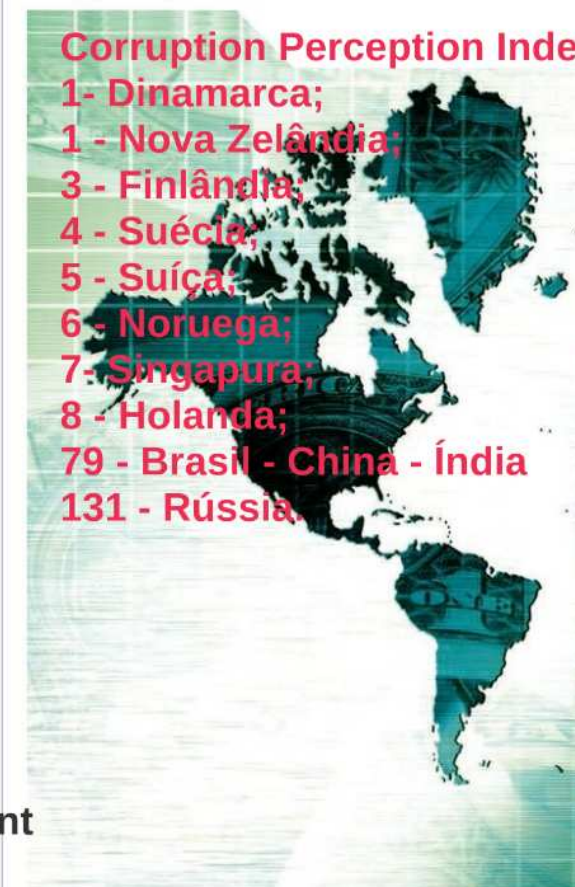 Corruption Perception Inde
1- Dinamarca;
1 - Nova Zelândia;
3 - Finlândia;
4 - Suécia;
5 - Suíça;
6 - Noruega;
7- Singapura;
8 - Holanda;
79 - Brasil - China - Índia
131 - Rússia.
nt